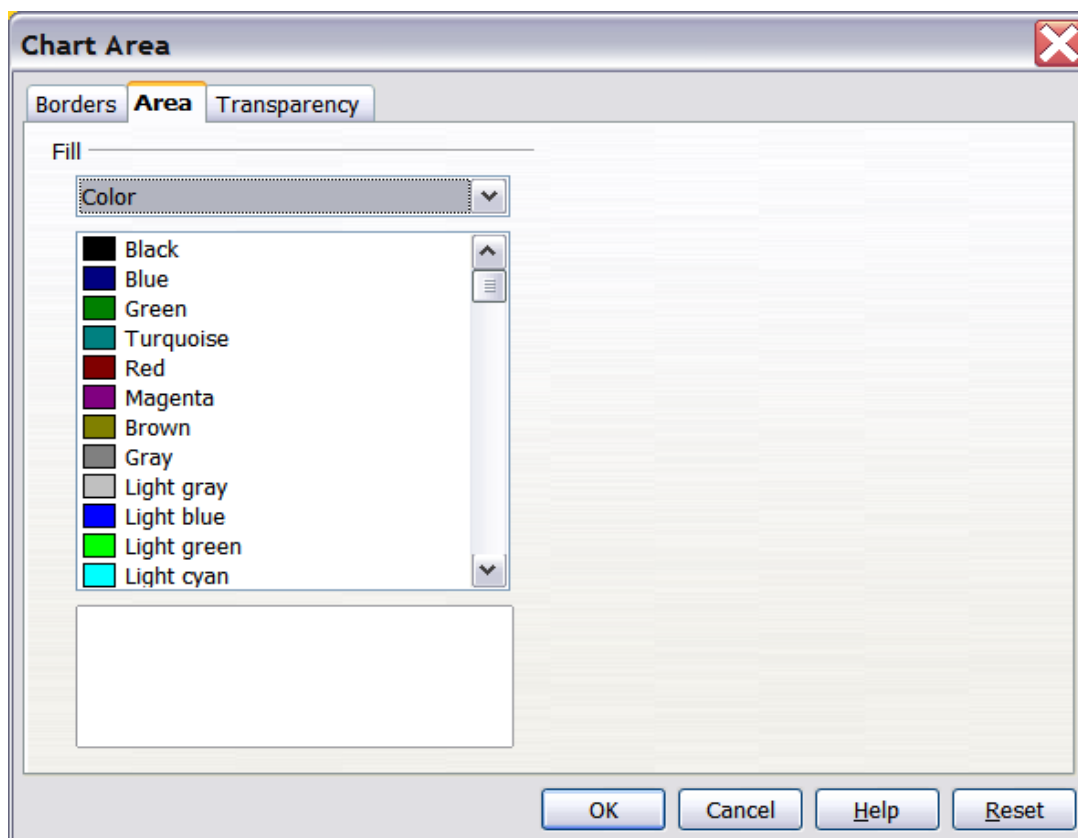 Chart Area
Borders Area Transparency
Fill
Color
Black
Blue
Green
Turquoise
Red
Magenta
Brown
Gray
Light gray
Light blue
Light green
Light cyan
OK Cancel Help Reset